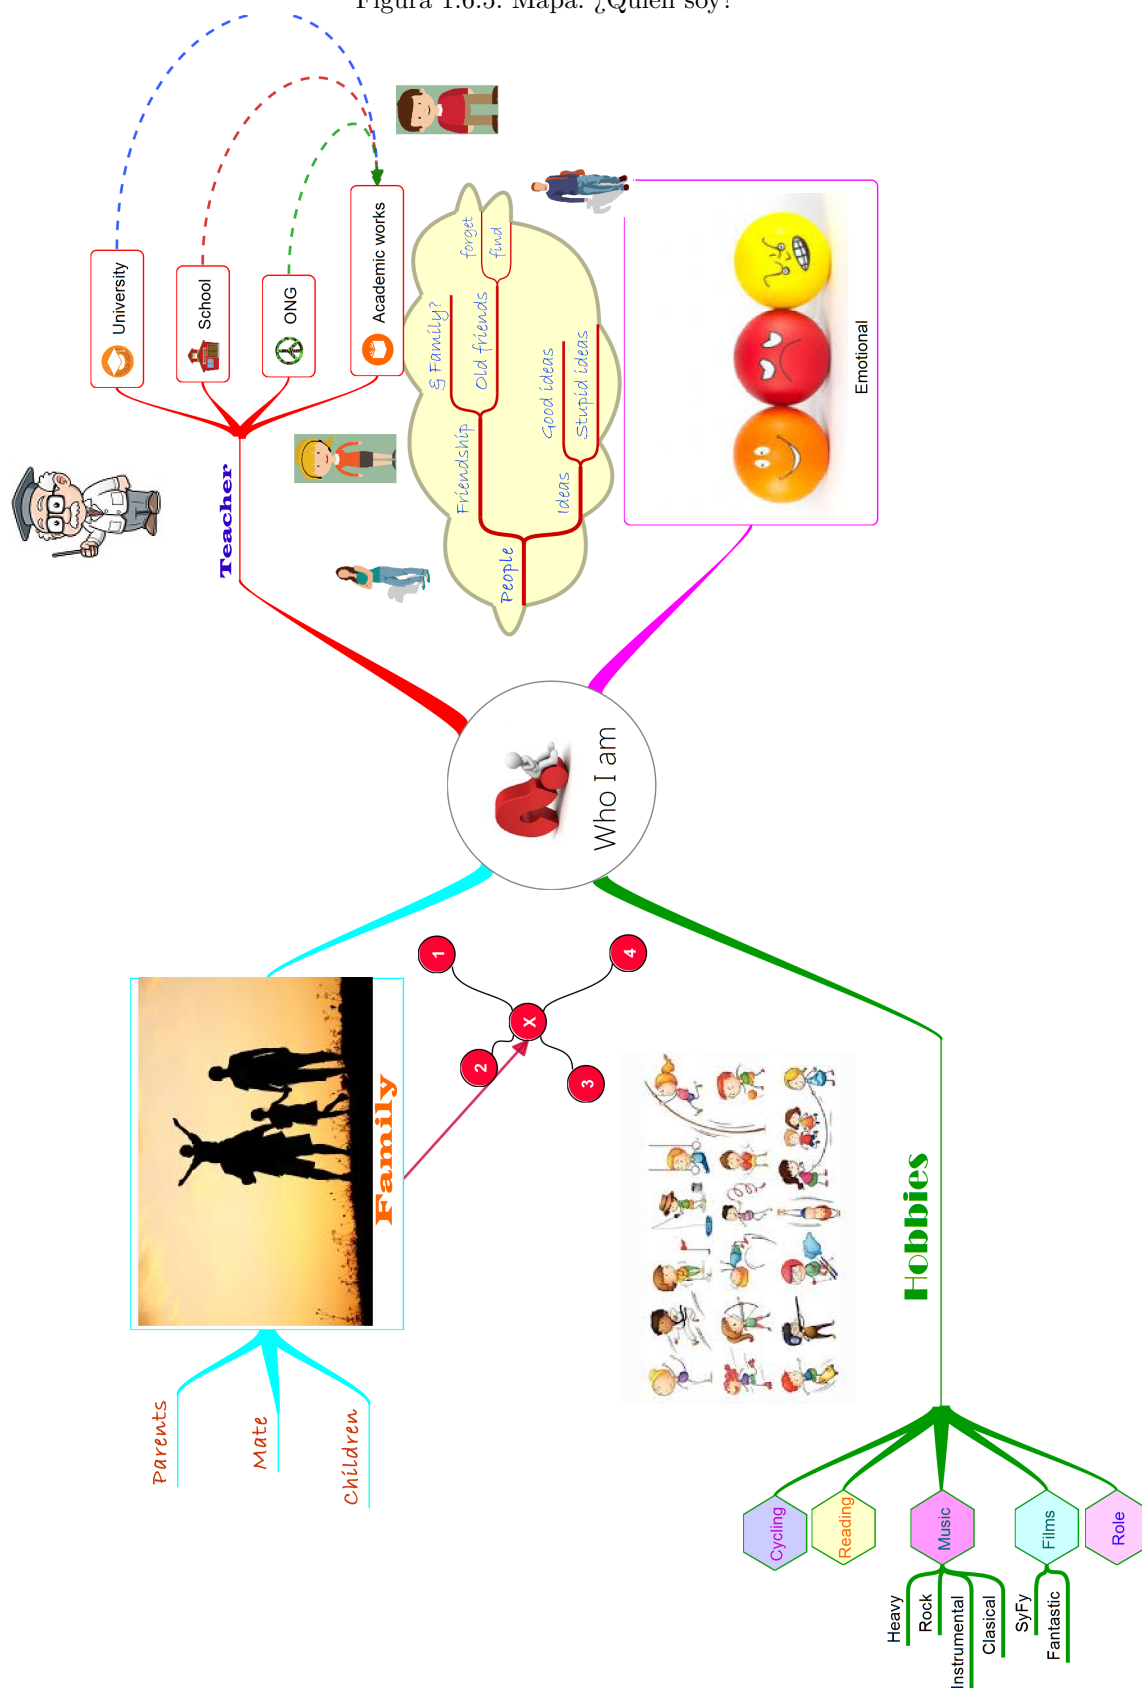 Figura 1.6.5: Mapa: ¿Quién soy?
Who I am
Teacher
University
School
ONG
Academic works
People
Friendship
& Family?
Old friends
forget
find
Ideas
Good ideas
Stupid ideas
Emotional
Family
Parents
Mate
Children
1
2
3
4
X
Hobbies
Cycling
Reading
Music
Heavy
Rock
Instrumental
Clasical
Films
SyFy
Fantastic
Role